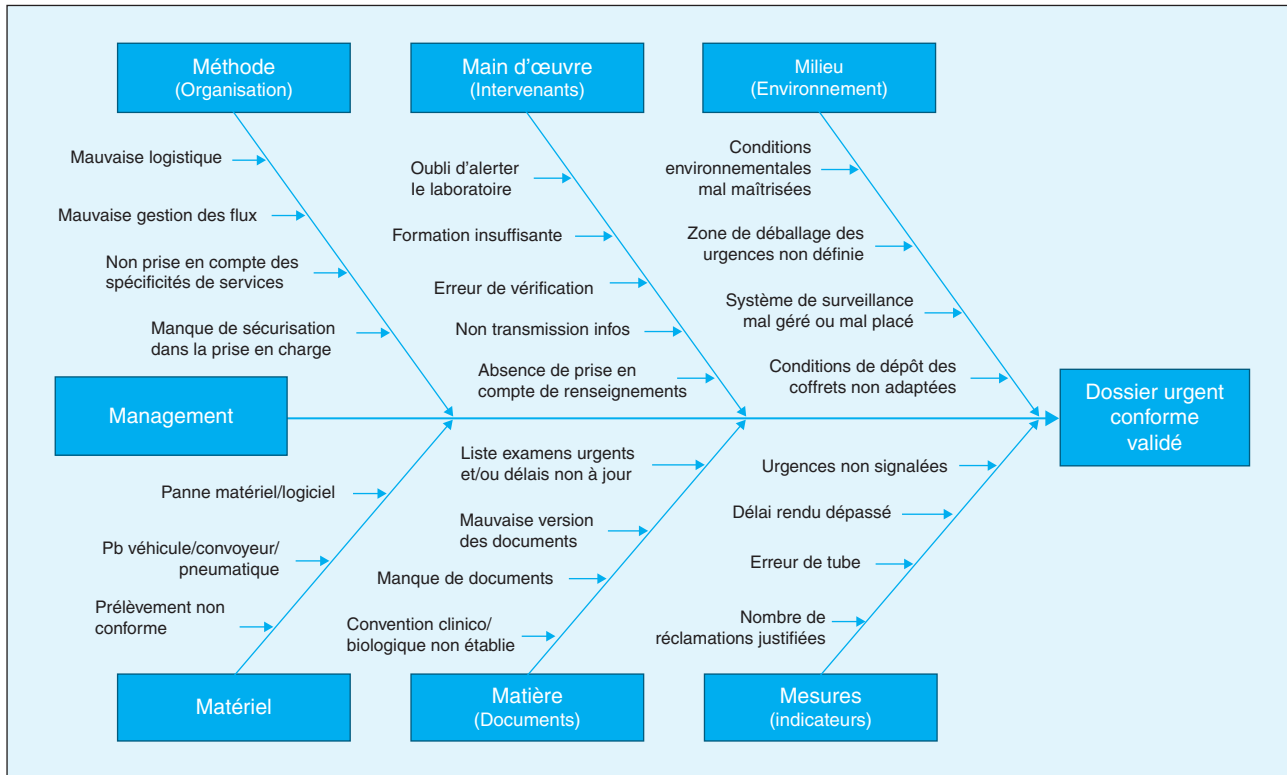 Méthode
(Organisation)
Main d'œuvre
(Intervenants)
Milieu
(Environnement)
Mauvaise logistique
Mauvaise gestion des flux
Non prise en compte des
spécificités de services
Manque de sécurisation
dans la prise en charge
Oubli d'alerter
le laboratoire
Formation insuffisante
Erreur de vérification
Non transmission infos
Absence de prise en
compte de renseignements
Conditions
environnementales
mal maîtrisées
Zone de déballage des
urgences non définie
Système de surveillance
mal géré ou mal placé
Conditions de dépôt des
coffrets non adaptées
Management
Dossier urgent
conforme
validé
Panne matériel/logiciel
Pb véhicule/convoyeur/
pneumatique
Prélèvement non
conforme
Liste examens urgents
et/ou délais non à jour
Mauvaise version
des documents
Manque de documents
Convention clinico/
biologique non établie
Urgences non signalées
Délai rendu dépassé
Erreur de tube
Nombre de
réclamations justifiées
Matériel
Matière
(Documents)
Mesures
(indicateurs)